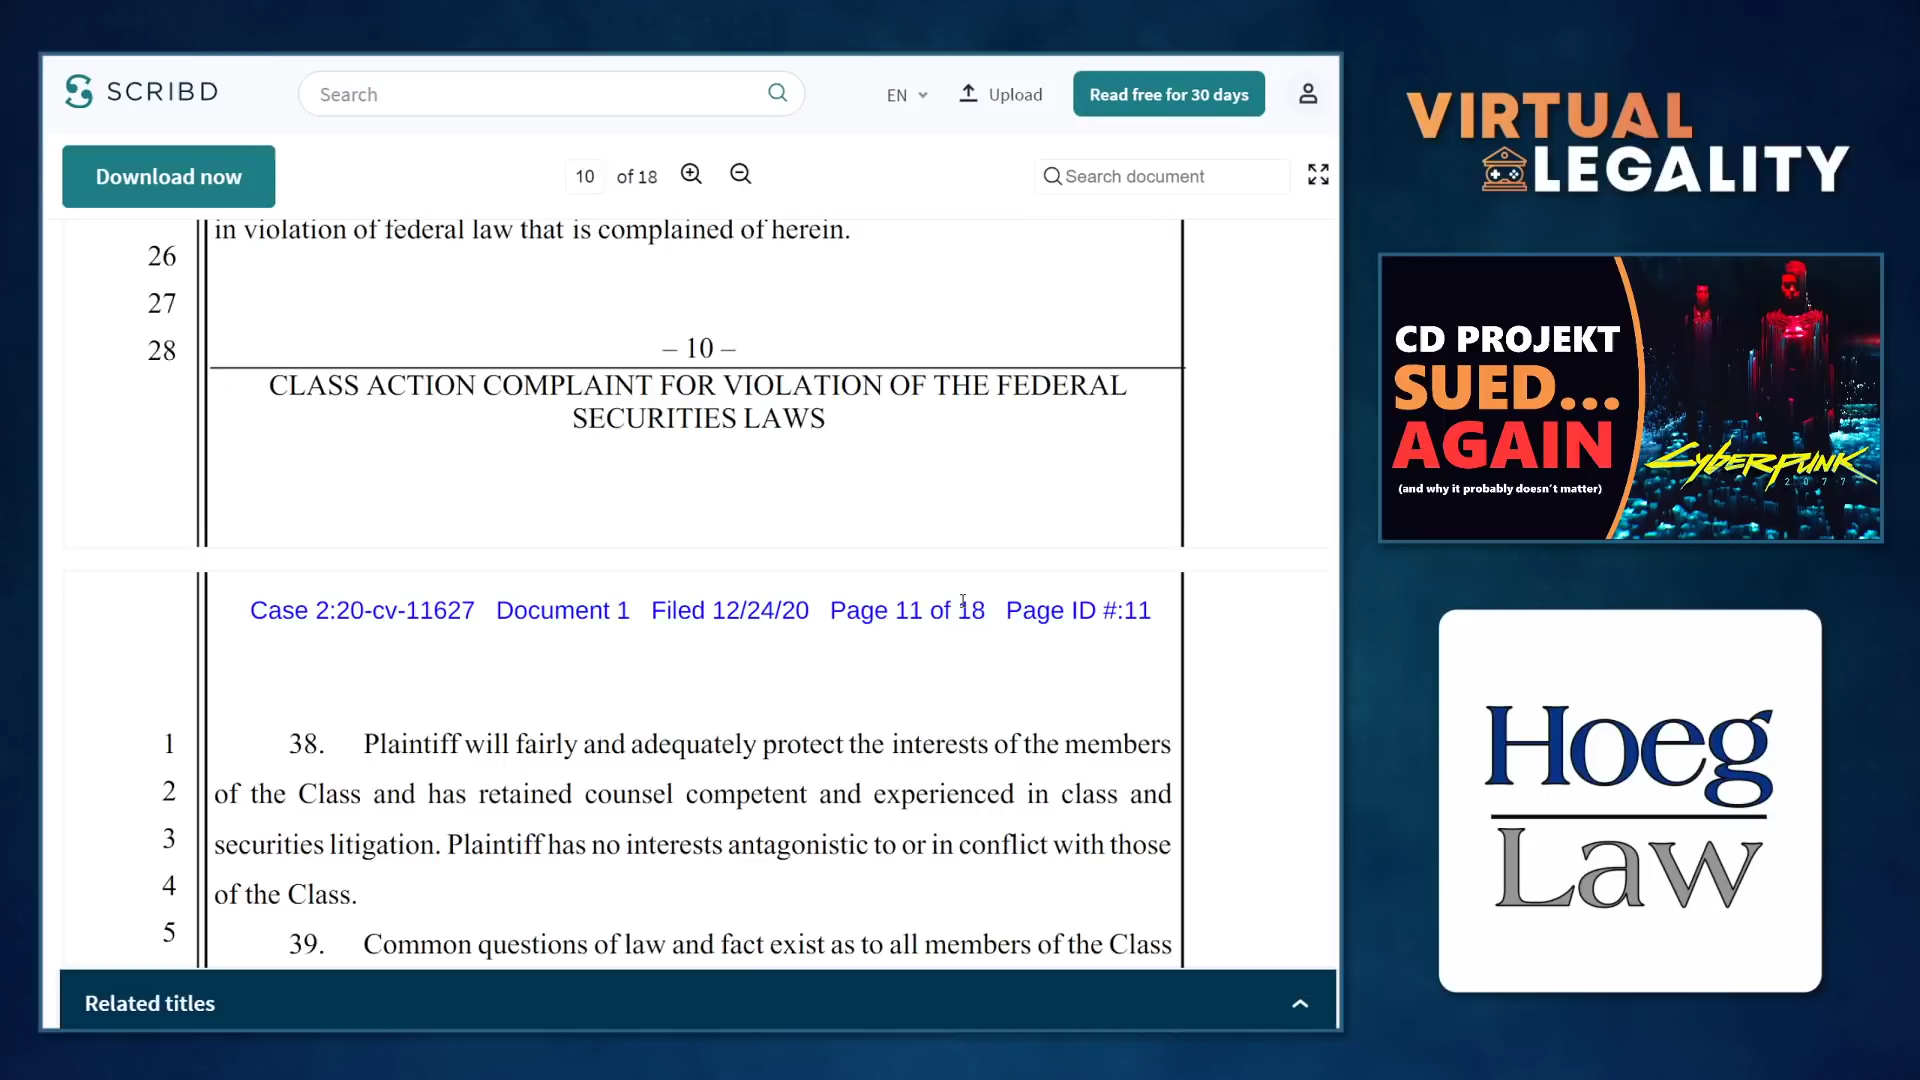 SCRIBD
Search
EN
Upload
Read free for 30 days
Download now
10 of 18
Search document
in violation of federal law that is complained of herein.
26
27
28
– 10 –
CLASS ACTION COMPLAINT FOR VIOLATION OF THE FEDERAL
SECURITIES LAWS
Case 2:20-cv-11627 Document 1 Filed 12/24/20 Page 11 of 18 Page ID #:11
1 38. Plaintiff will fairly and adequately protect the interests of the members
2 of the Class and has retained counsel competent and experienced in class and
3 securities litigation. Plaintiff has no interests antagonistic to or in conflict with those
4 of the Class.
5 39. Common questions of law and fact exist as to all members of the Class
Related titles
VIRTUAL
LEGALITY
CD PROJEKT
SUED...
AGAIN
(and why it probably doesn't matter)
Cyberpunk
2077
Hoeg
Law